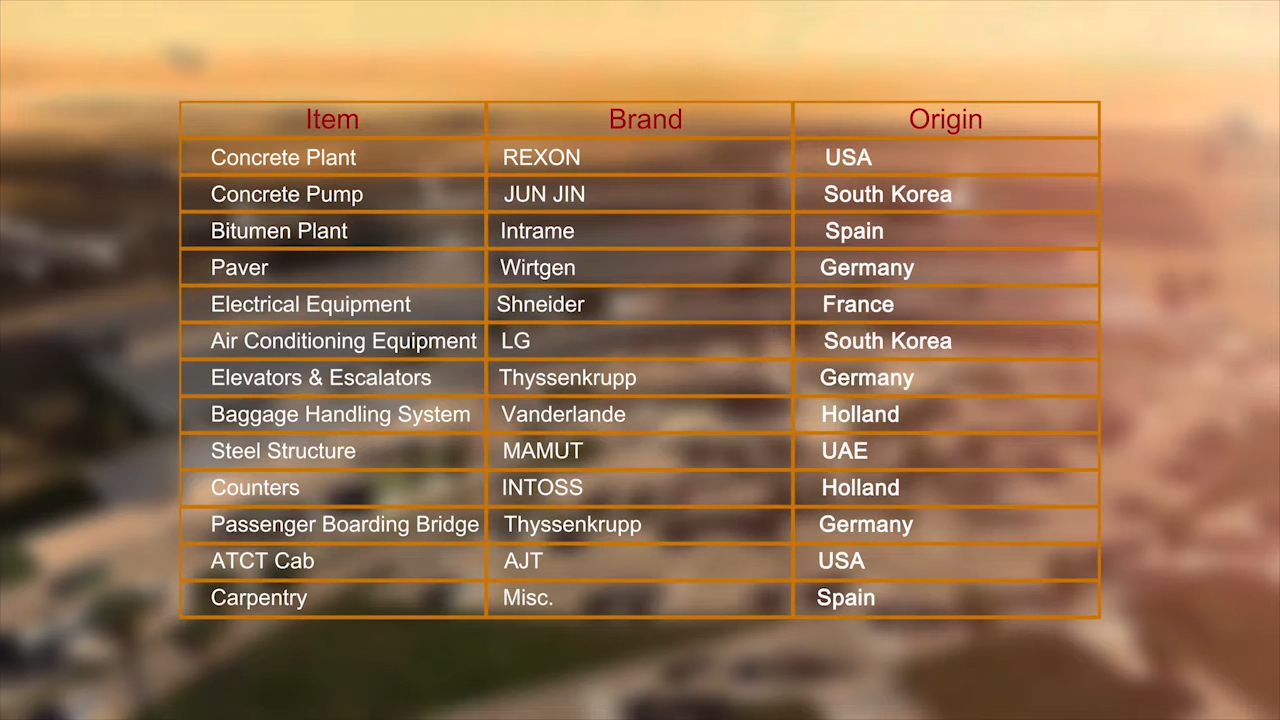 Item Brand Origin
Concrete Plant REXON USA
Concrete Pump JUN JIN South Korea
Bitumen Plant Intrame Spain
Paver Wirtgen Germany
Electrical Equipment Shneider France
Air Conditioning Equipment LG South Korea
Elevators & Escalators Thyssenkrupp Germany
Baggage Handling System Vanderlande Holland
Steel Structure MAMUT UAE
Counters INTOSS Holland
Passenger Boarding Bridge Thyssenkrupp Germany
ATCT Cab AJT USA
Carpentry Misc. Spain